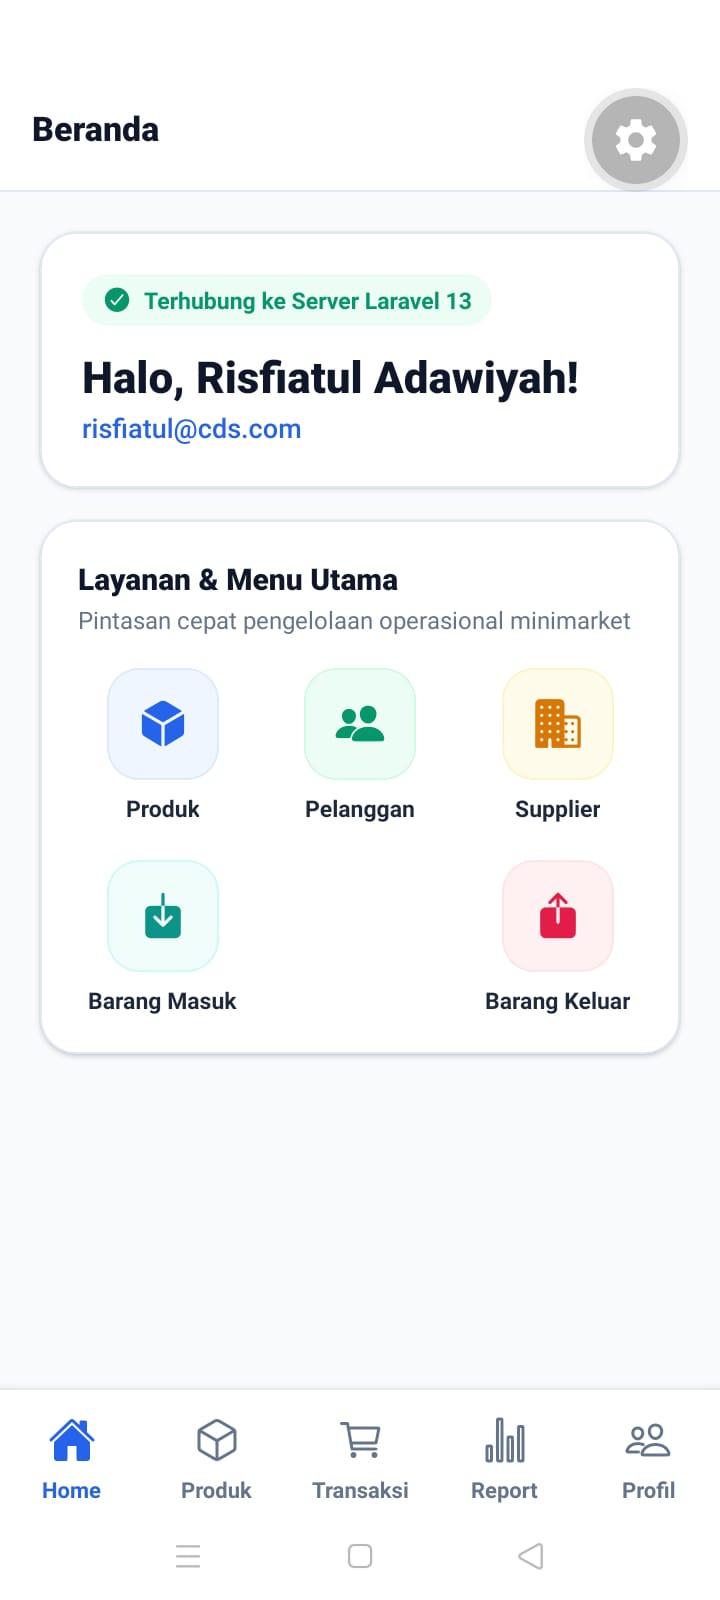 Beranda
Terhubung ke Server Laravel 13
Halo, Risfiatul Adawiyah!
risfiatul@cds.com
Layanan & Menu Utama
Pintasan cepat pengelolaan operasional minimarket
Produk Pelanggan Supplier
Barang Masuk Barang Keluar
Home Produk Transaksi Report Profil